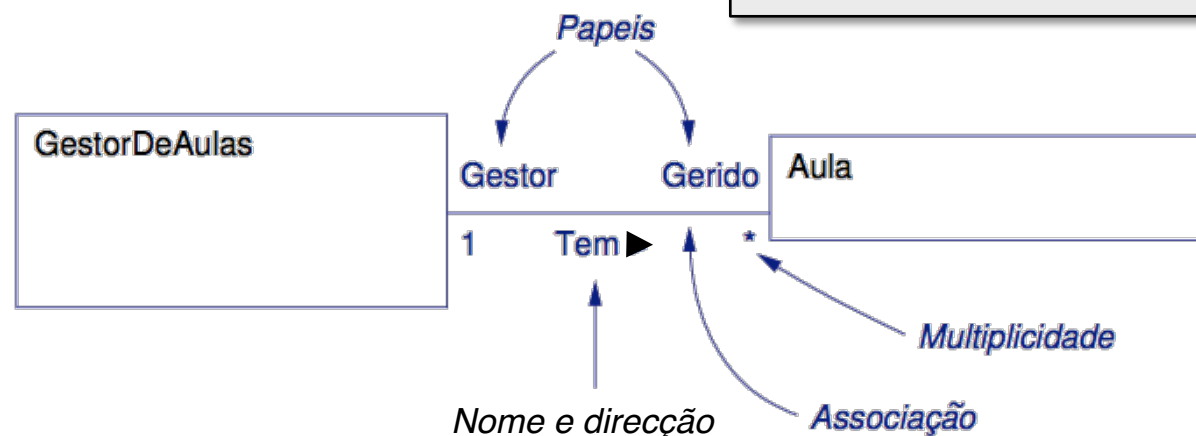 Papeis
GestorDeAulas
Aula
Gestor
Gerido
1
Tem ▶
*
Multiplicidade
Nome e direcção
Associação